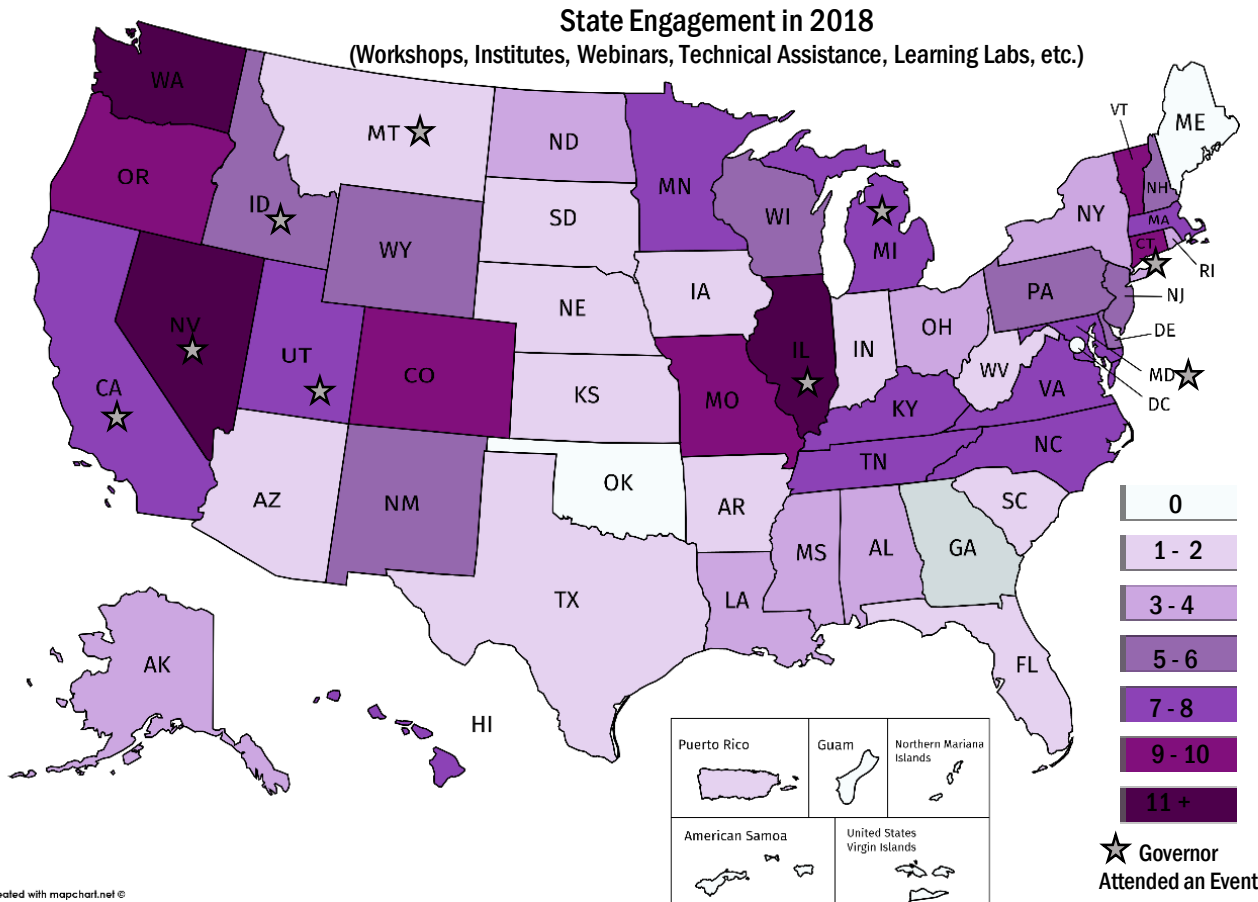 State Engagement in 2018
(Workshops, Institutes, Webinars, Technical Assistance, Learning Labs, etc.)
WA
MT
ND
MN
VT
ME
OR
ID
SD
WI
MI
NY
NH
MA
CT
RI
WY
IA
PA
NJ
NE
OH
DE
NV
UT
CO
IL
IN
WV
MD
DC
CA
KS
MO
KY
VA
TN
NC
AZ
NM
OK
AR
SC
MS
AL
GA
TX
LA
FL
AK
HI
0
1 - 2
3 - 4
5 - 6
7 - 8
9 - 10
11 +
Governor
Attended an Event
Puerto Rico
Guam
Northern Mariana
Islands
American Samoa
United States
Virgin Islands
eated with mapchart.net ©